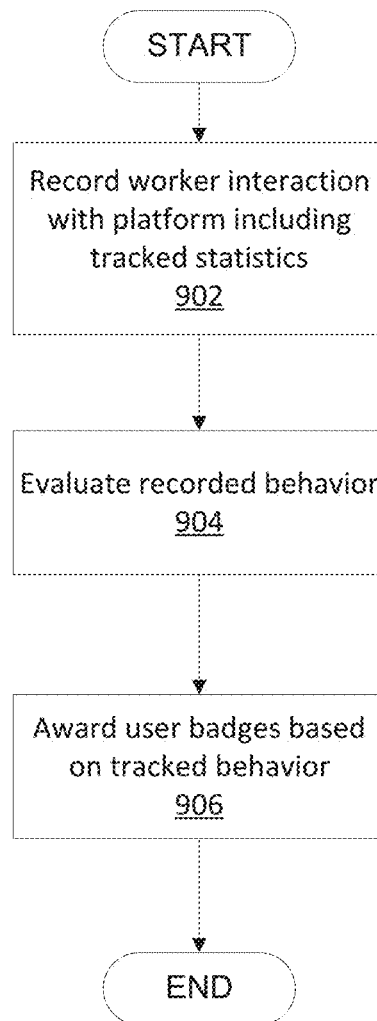 START
Record worker interaction
with platform including
tracked statistics
902
Evaluate recorded behavior
904
Award user badges based
on tracked behavior
906
END